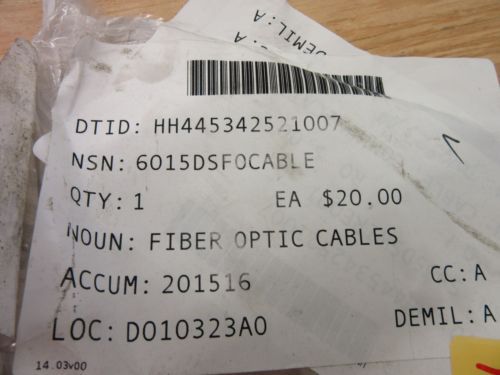 DEMIL: A
: A
DTID: HH445342521007
NSN: 6015DSFOCABLE
QTY: 1 EA $20.00
NOUN: FIBER OPTIC CABLES
ACCUM: 201516 CC: A
LOC: D010323A0 DEMIL: A
14.03v00